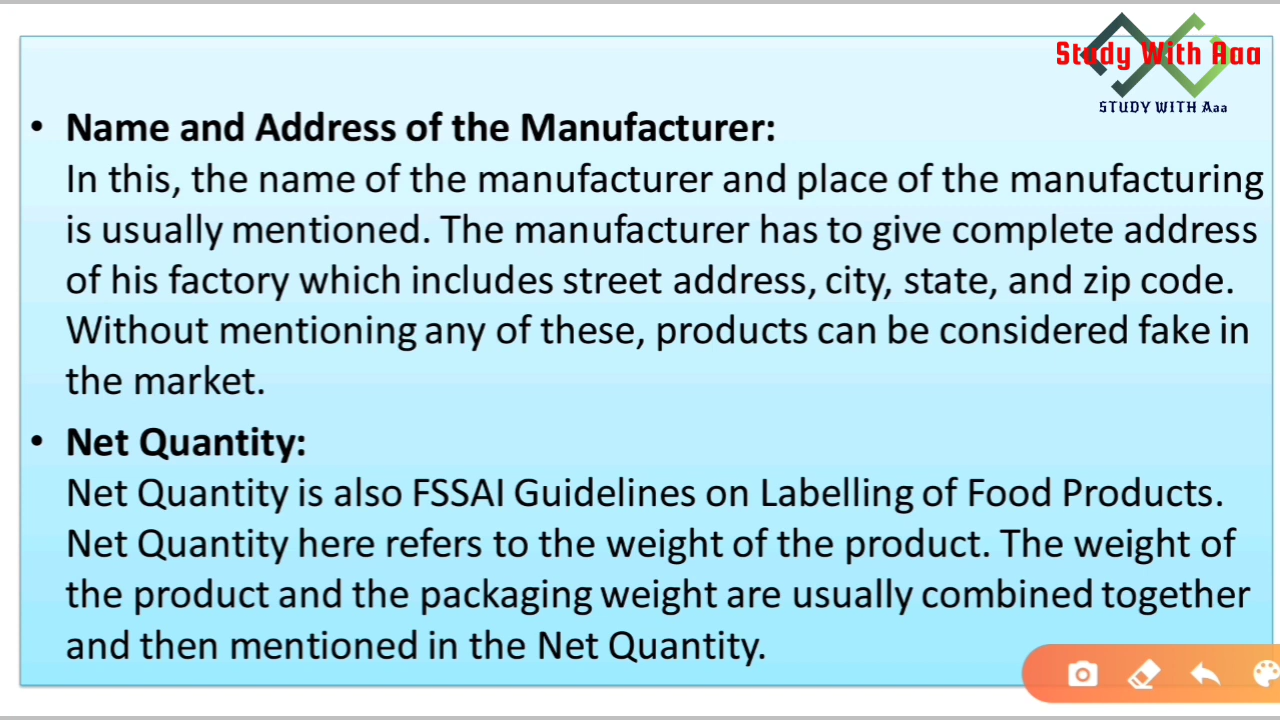 Study With Aaa
STUDY WITH Aaa
• Name and Address of the Manufacturer:
In this, the name of the manufacturer and place of the manufacturing
is usually mentioned. The manufacturer has to give complete address
of his factory which includes street address, city, state, and zip code.
Without mentioning any of these, products can be considered fake in
the market.
• Net Quantity:
Net Quantity is also FSSAI Guidelines on Labelling of Food Products.
Net Quantity here refers to the weight of the product. The weight of
the product and the packaging weight are usually combined together
and then mentioned in the Net Quantity.